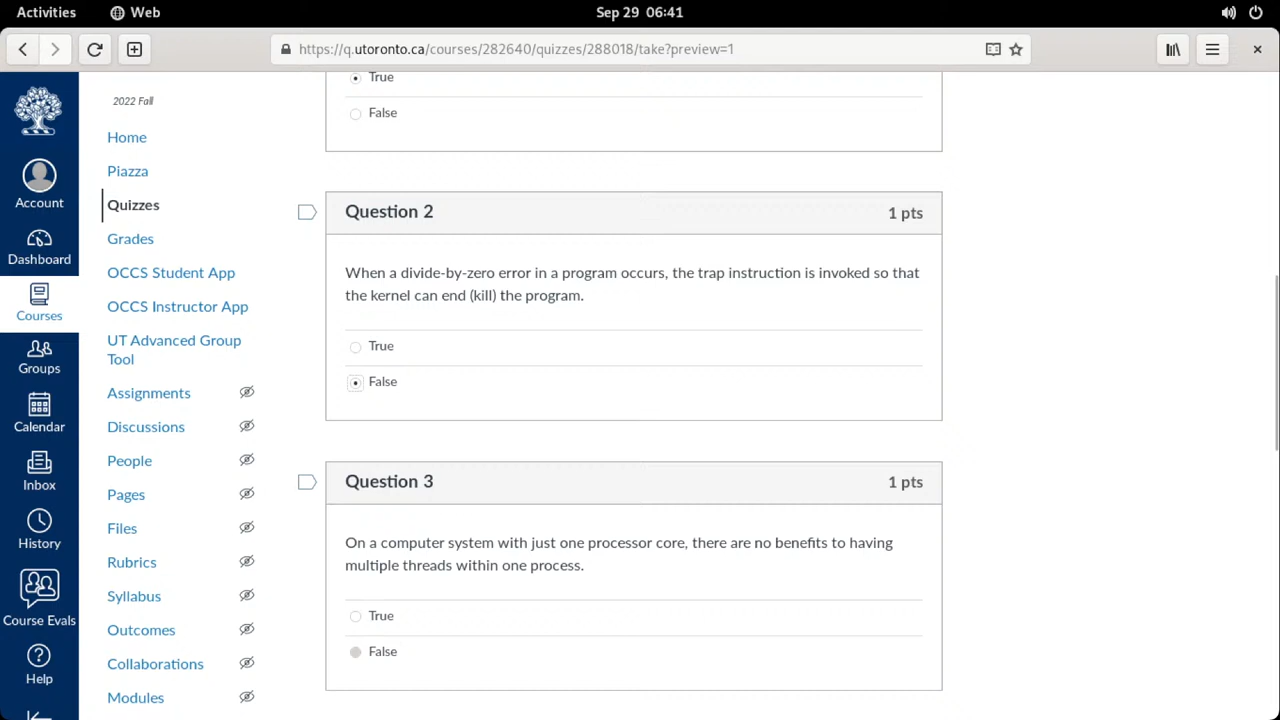 Activities
Web
Sep 29 06:41
https://q.utoronto.ca/courses/282640/quizzes/288018/take?preview=1
Account
Dashboard
Courses
Groups
Calendar
Inbox
History
Course Evals
Help
2022 Fall
Home
Piazza
Quizzes
Grades
OCCS Student App
OCCS Instructor App
UT Advanced Group
Tool
Assignments
Discussions
People
Pages
Files
Rubrics
Syllabus
Outcomes
Collaborations
Modules
True
False
Question 2
1 pts
When a divide-by-zero error in a program occurs, the trap instruction is invoked so that
the kernel can end (kill) the program.
True
False
Question 3
1 pts
On a computer system with just one processor core, there are no benefits to having
multiple threads within one process.
True
False